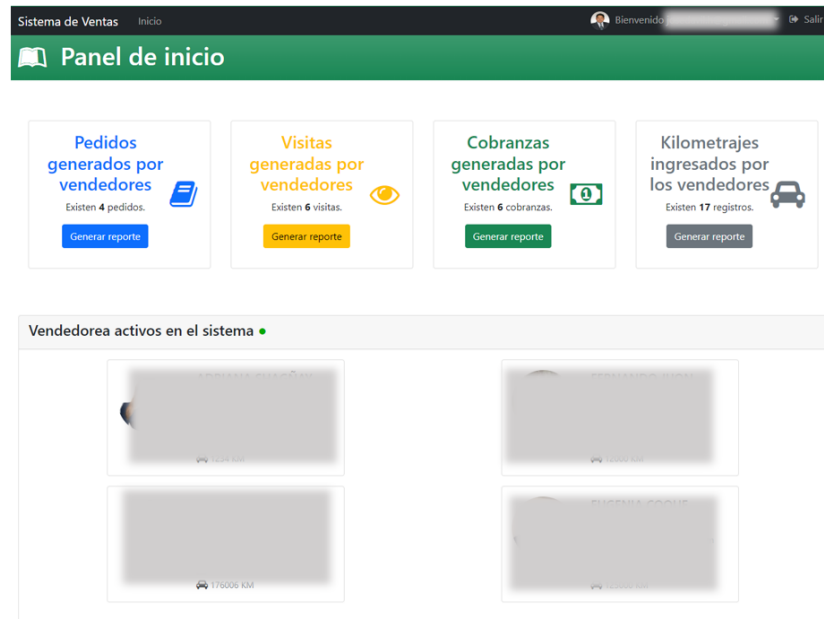 Sistema de Ventas Inicio Bienvenido Salir
Panel de inicio
Pedidos
generados por
vendedores
Existen 4 pedidos.
Generar reporte
Visitas
generadas por
vendedores
Existen 6 visitas.
Generar reporte
Cobranzas
generadas por
vendedores
Existen 6 cobranzas.
Generar reporte
Kilometrajes
ingresados por
los vendedores
Existen 17 registros.
Generar reporte
Vendedorea activos en el sistema
176006 KM